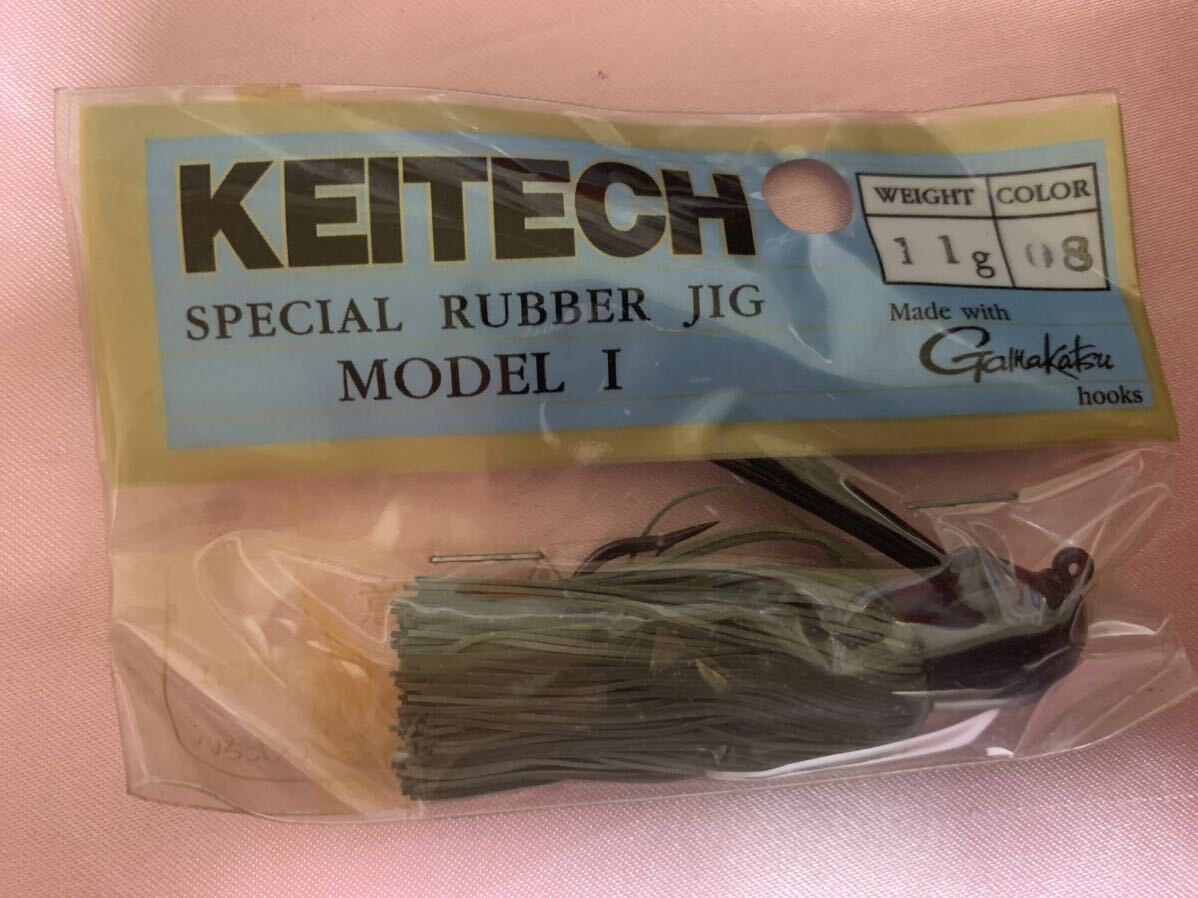 KEITECH
SPECIAL RUBBER JIG
MODEL I
WEIGHT COLOR
11g 08
Made with
Gamakatsu
hooks